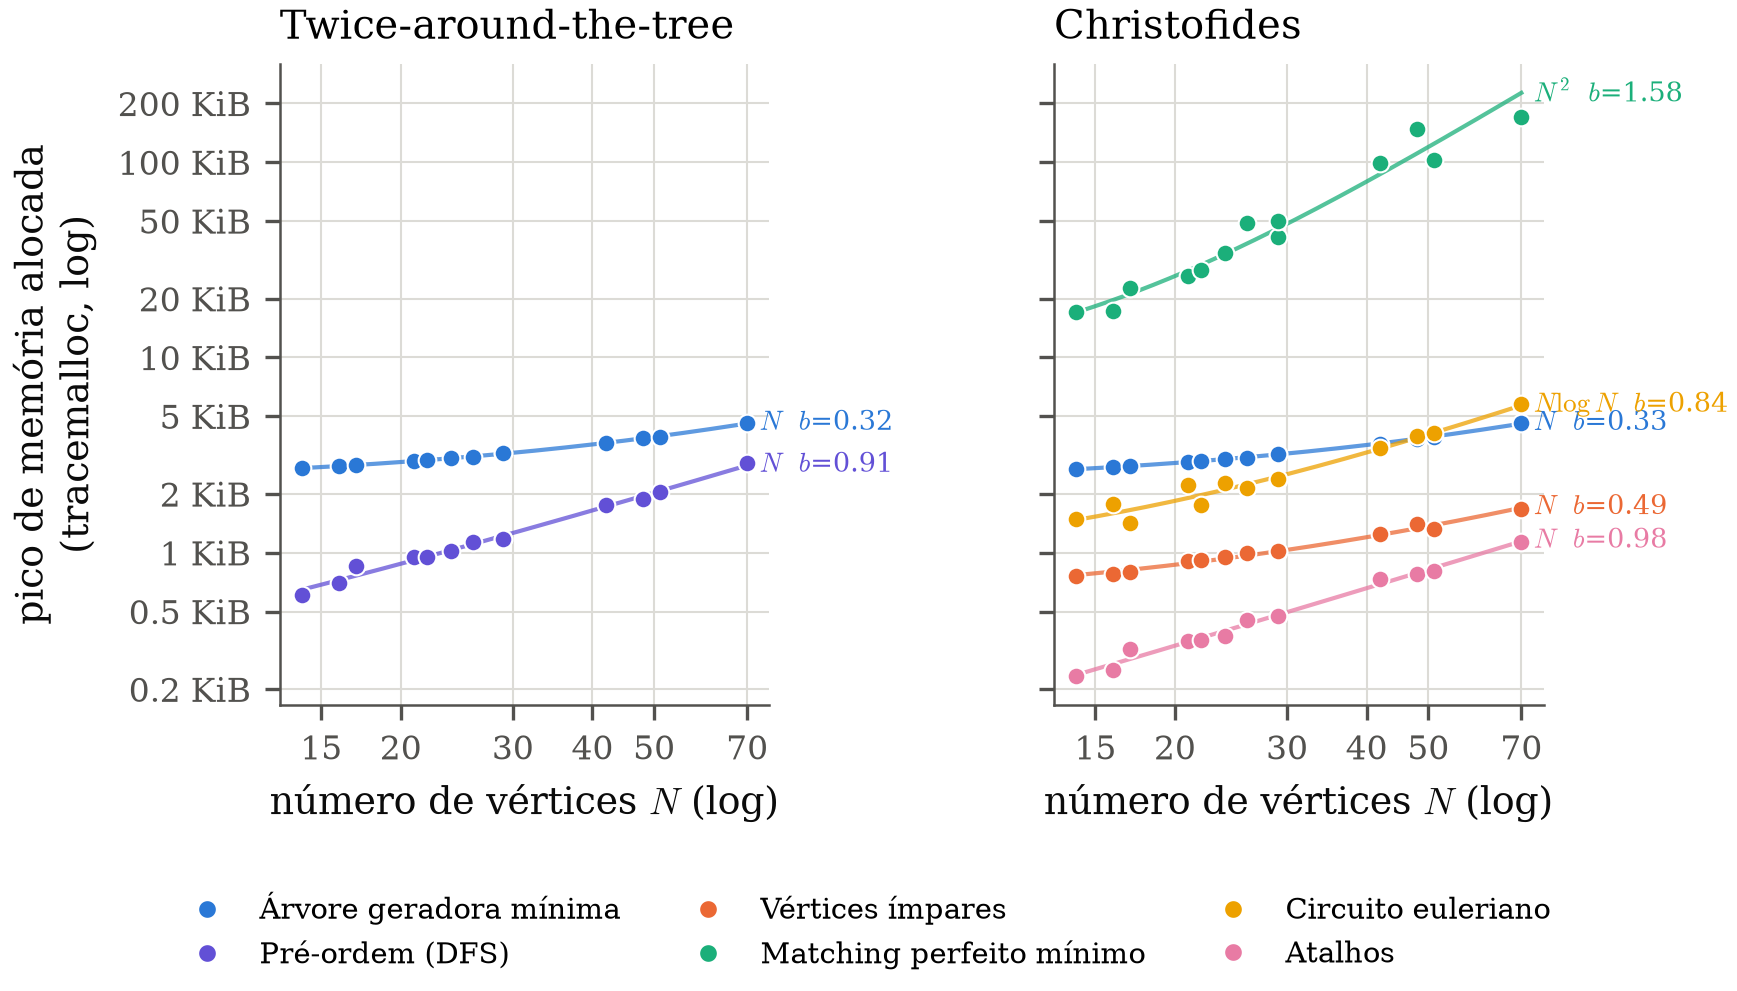 Twice-around-the-tree
Christofides
pico de memória alocada
(tracemalloc, log)
200 KiB
100 KiB
50 KiB
20 KiB
10 KiB
5 KiB
2 KiB
1 KiB
0.5 KiB
0.2 KiB
N b=0.32
N b=0.91
15 20 30 40 50 70
número de vértices N (log)
N² b=1.58
N log N b=0.84
N b=0.33
N b=0.49
N b=0.98
15 20 30 40 50 70
número de vértices N (log)
Árvore geradora mínima
Pré-ordem (DFS)
Vértices ímpares
Matching perfeito mínimo
Circuito euleriano
Atalhos